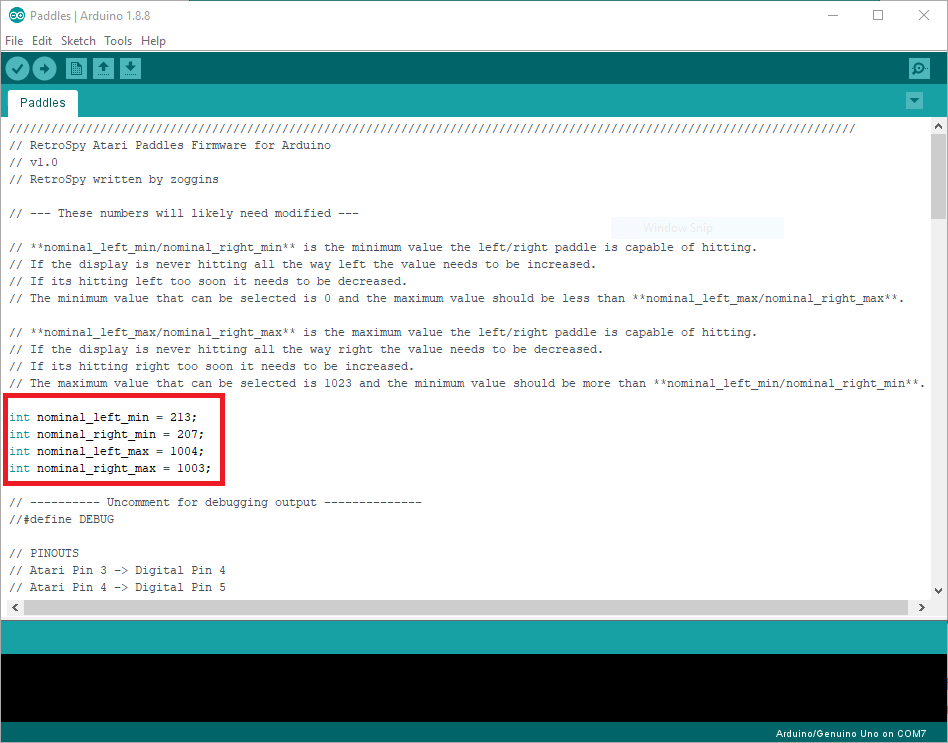 Paddles | Arduino 1.8.8
File Edit Sketch Tools Help
Paddles
/////////////////////////////////////////////////////////////////////////////////////////////////////////////////////////
// RetroSpy Atari Paddles Firmware for Arduino
// v1.0
// RetroSpy written by zoggins
// --- These numbers will likely need modified ---
Window Snip
// **nominal_left_min/nominal_right_min** is the minimum value the left/right paddle is capable of hitting.
// If the display is never hitting all the way left the value needs to be increased.
// If its hitting left too soon it needs to be decreased.
// The minimum value that can be selected is 0 and the maximum value should be less than **nominal_left_max/nominal_right_max**.
// **nominal_left_max/nominal_right_max** is the maximum value the left/right paddle is capable of hitting.
// If the display is never hitting all the way right the value needs to be decreased.
// If its hitting right too soon it needs to be increased.
// The maximum value that can be selected is 1023 and the minimum value should be more than **nominal_left_min/nominal_right_min**.
int nominal_left_min = 213;
int nominal_right_min = 207;
int nominal_left_max = 1004;
int nominal_right_max = 1003;
// ---------- Uncomment for debugging output --------------
//#define DEBUG
// PINOUTS
// Atari Pin 3 -> Digital Pin 4
// Atari Pin 4 -> Digital Pin 5
Arduino/Genuino Uno on COM7